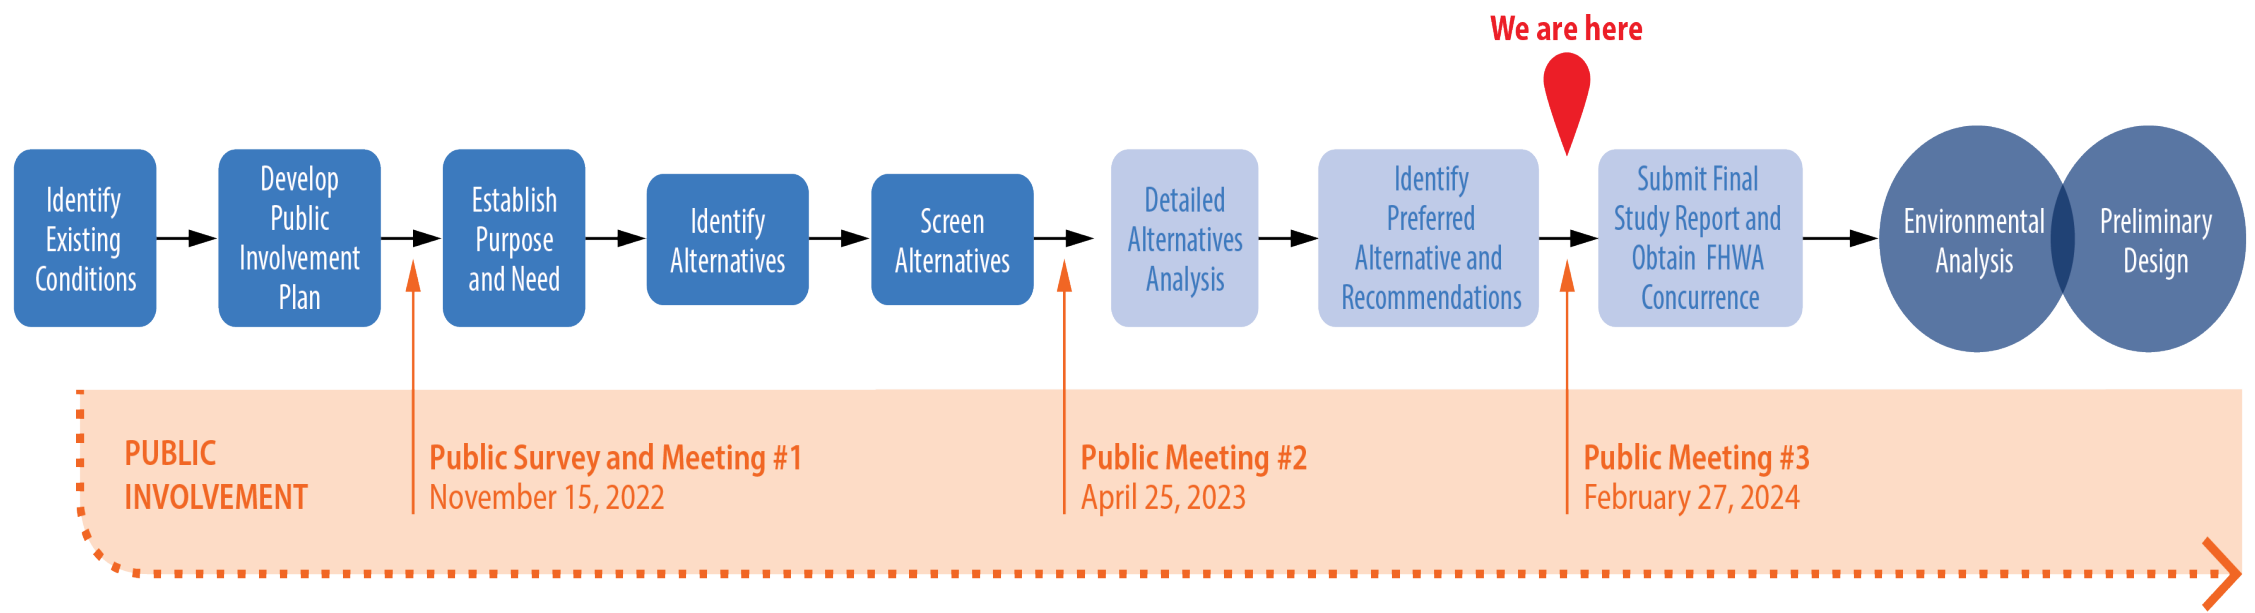 We are here
Identify
Existing
Conditions
Develop
Public
Involvement
Plan
Establish
Purpose
and Need
Identify
Alternatives
Screen
Alternatives
Detailed
Alternatives
Analysis
Identify
Preferred
Alternative and
Recommendations
Submit Final
Study Report and
Obtain FHWA
Concurrence
Environmental
Analysis
Preliminary
Design
PUBLIC
INVOLVEMENT
Public Survey and Meeting #1
November 15, 2022
Public Meeting #2
April 25, 2023
Public Meeting #3
February 27, 2024